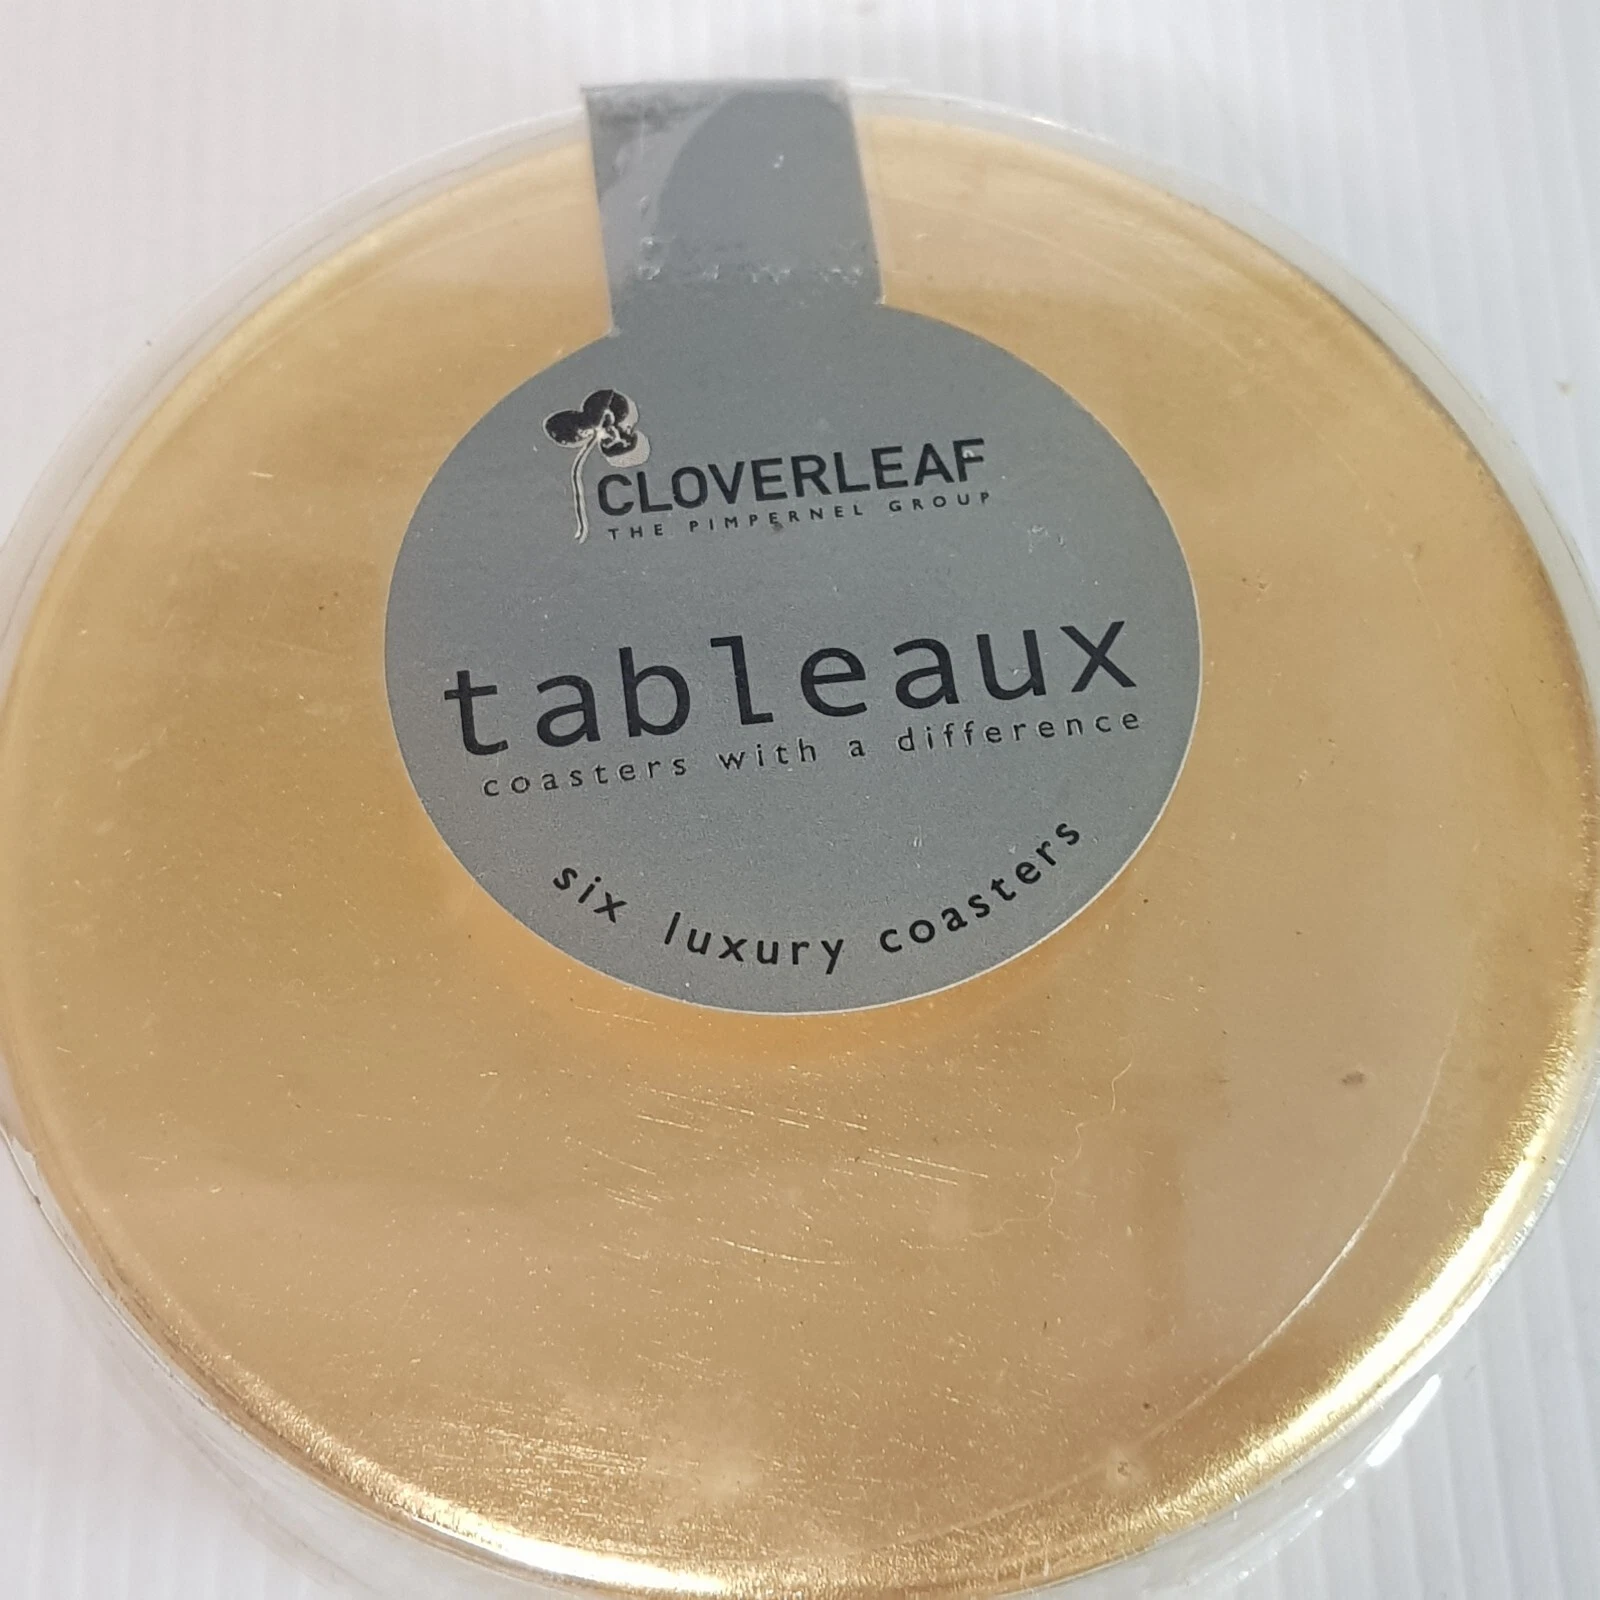 CLOVERLEAF
THE PIMPERNEL GROUP
tableaux
coasters with a difference
six luxury coasters